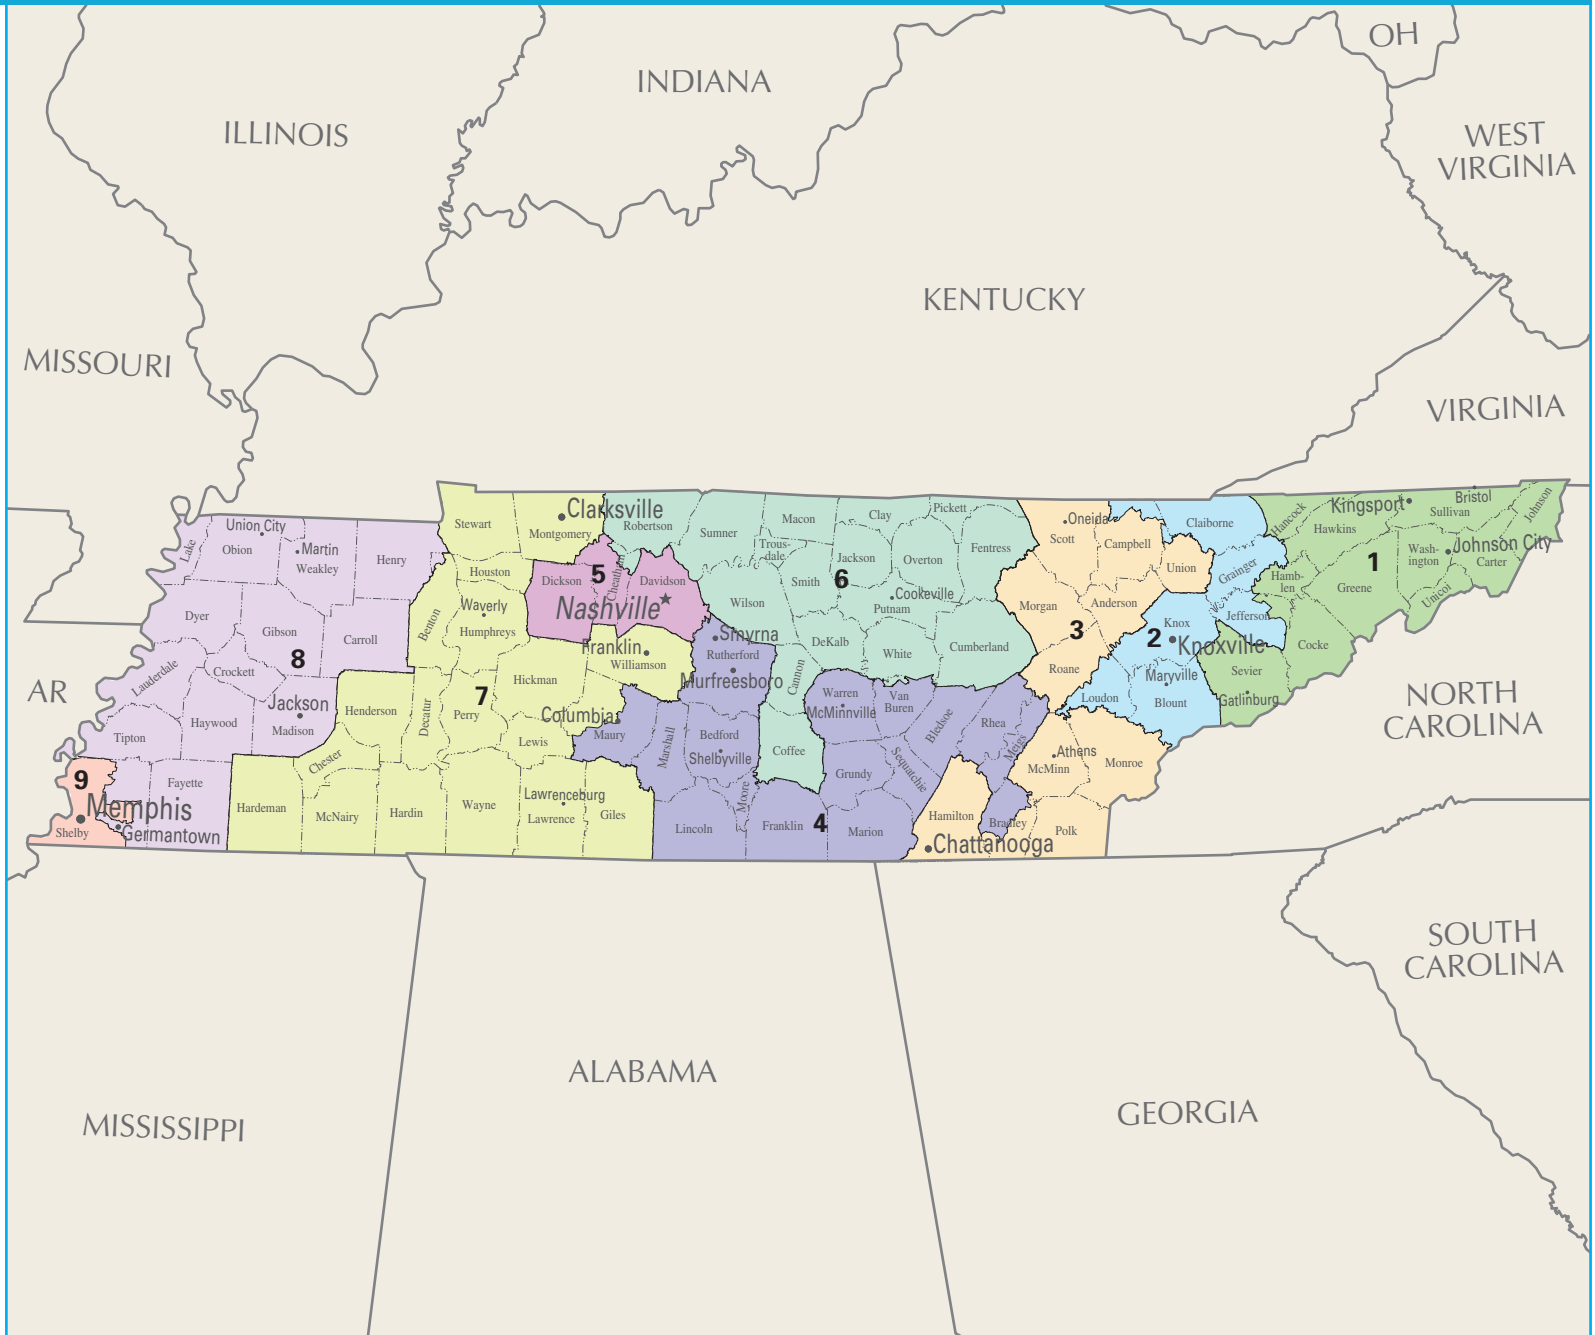 OH
INDIANA
ILLINOIS
WEST
VIRGINIA
KENTUCKY
MISSOURI
VIRGINIA
AR
NORTH
CAROLINA
SOUTH
CAROLINA
ALABAMA
GEORGIA
MISSISSIPPI
Lake
Union City
Obion
Martin
Weakley
Henry
Dyer
Gibson
Carroll
8
Lauderdale
Crockett
Jackson
Madison
Haywood
Tipton
Fayette
9
Memphis
Shelby
Germantown
Stewart
Clarksville
Montgomery
Houston
Benton
Waverly
Humphreys
Hickman
7
Perry
Decatur
Henderson
Chester
Lewis
Hardeman
McNairy
Hardin
Wayne
Lawrenceburg
Lawrence
Giles
Franklin
Williamson
Columbia
Maury
Dickson
5
Cheatham
Davidson
Nashville
Robertson
Sumner
Macon
Trous-
dale
Clay
Pickett
Jackson
Overton
Fentress
6
Smith
Wilson
Cookeville
Putnam
DeKalb
White
Cumberland
Cannon
Coffee
Smyrna
Rutherford
Murfreesboro
Warren
McMinnville
Van
Buren
Bledsoe
Rhea
Meigs
Marshall
Bedford
Shelbyville
Moore
Grundy
Sequatchie
Lincoln
Franklin
4
Marion
Bradley
Oneida
Scott
Campbell
Union
Morgan
Anderson
3
Roane
Athens
McMinn
Monroe
Hamilton
Polk
Chattanooga
Claiborne
Grainger
Jefferson
Knox
2
Knoxville
Maryville
Loudon
Blount
Hancock
Kingsport
Bristol
Sullivan
Johnson
Hawkins
1
Wash-
ington
Johnson City
Carter
Hamb-
len
Greene
Unicoi
Cocke
Sevier
Gatlinburg